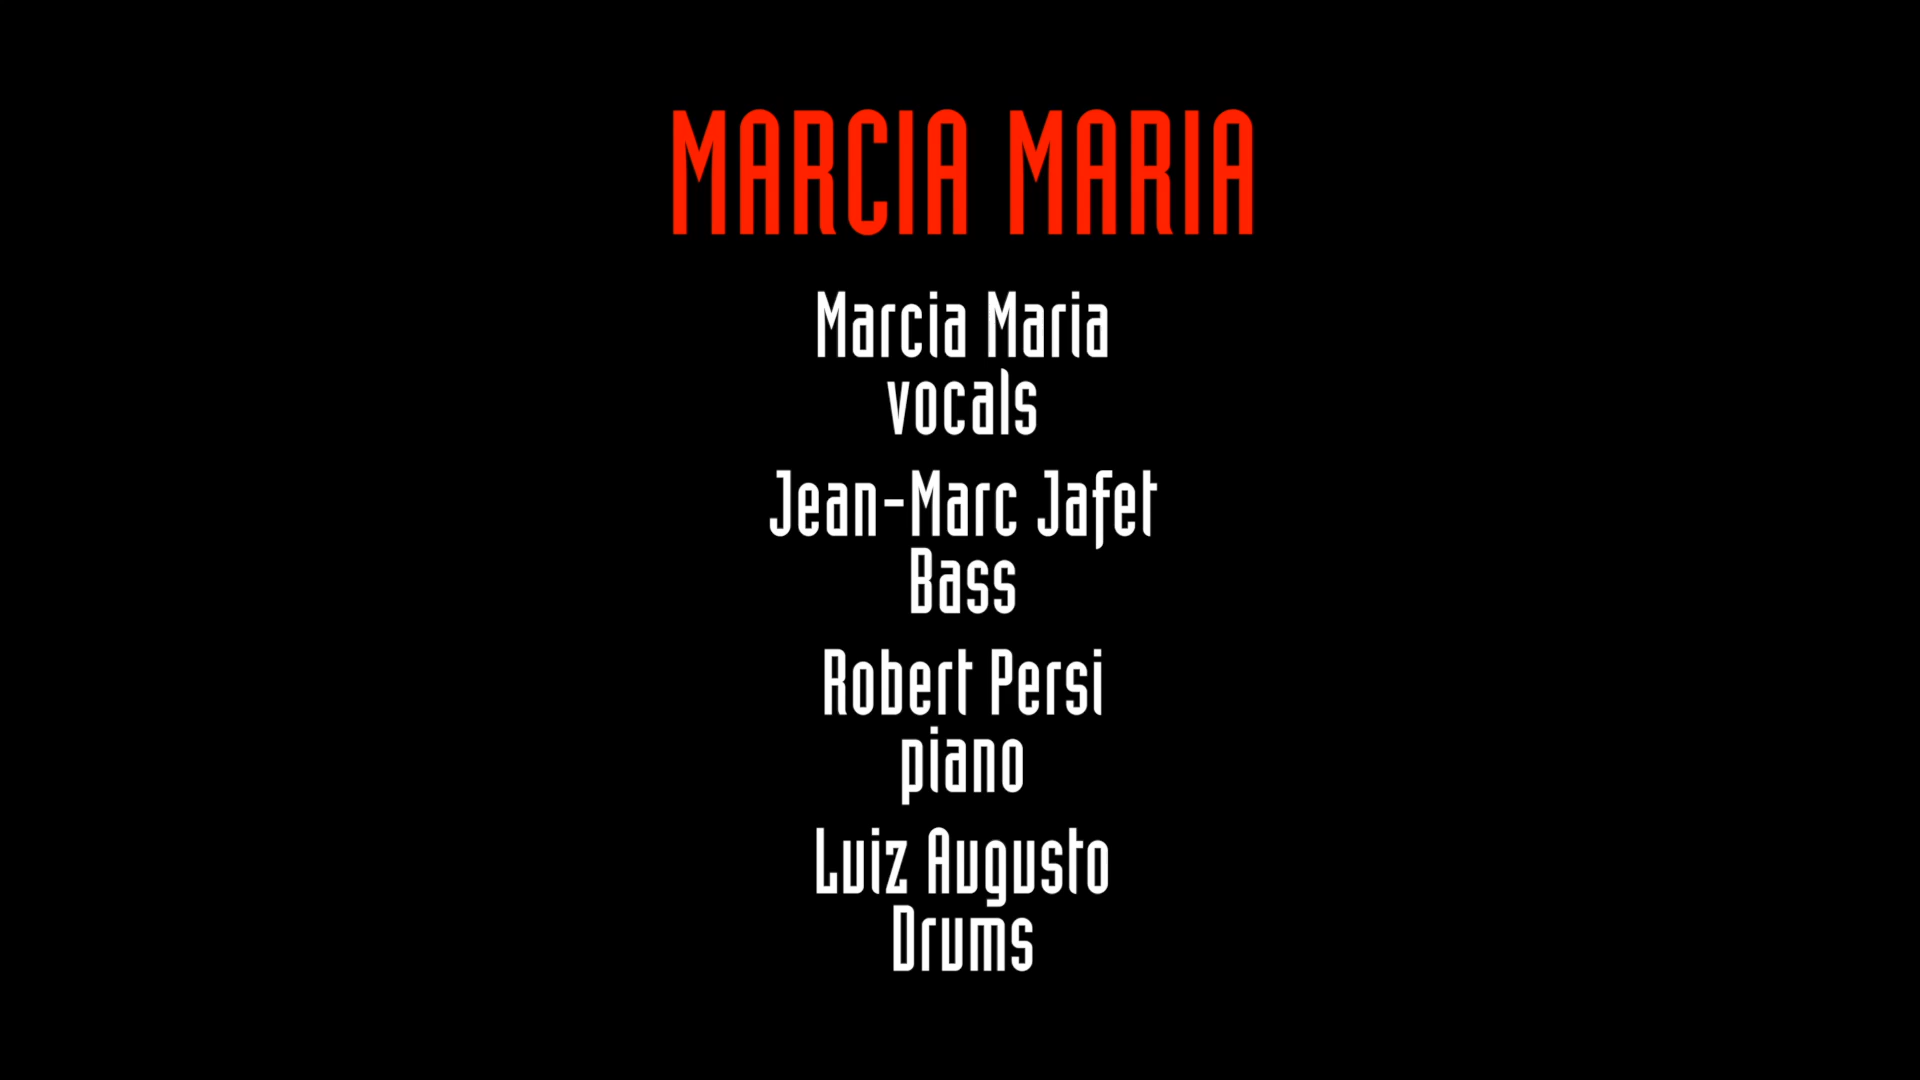 MARCIA MARIA
Marcia Maria
vocals
Jean-Marc Jafet
Bass
Robert Persi
piano
Luiz Augusto
Drums